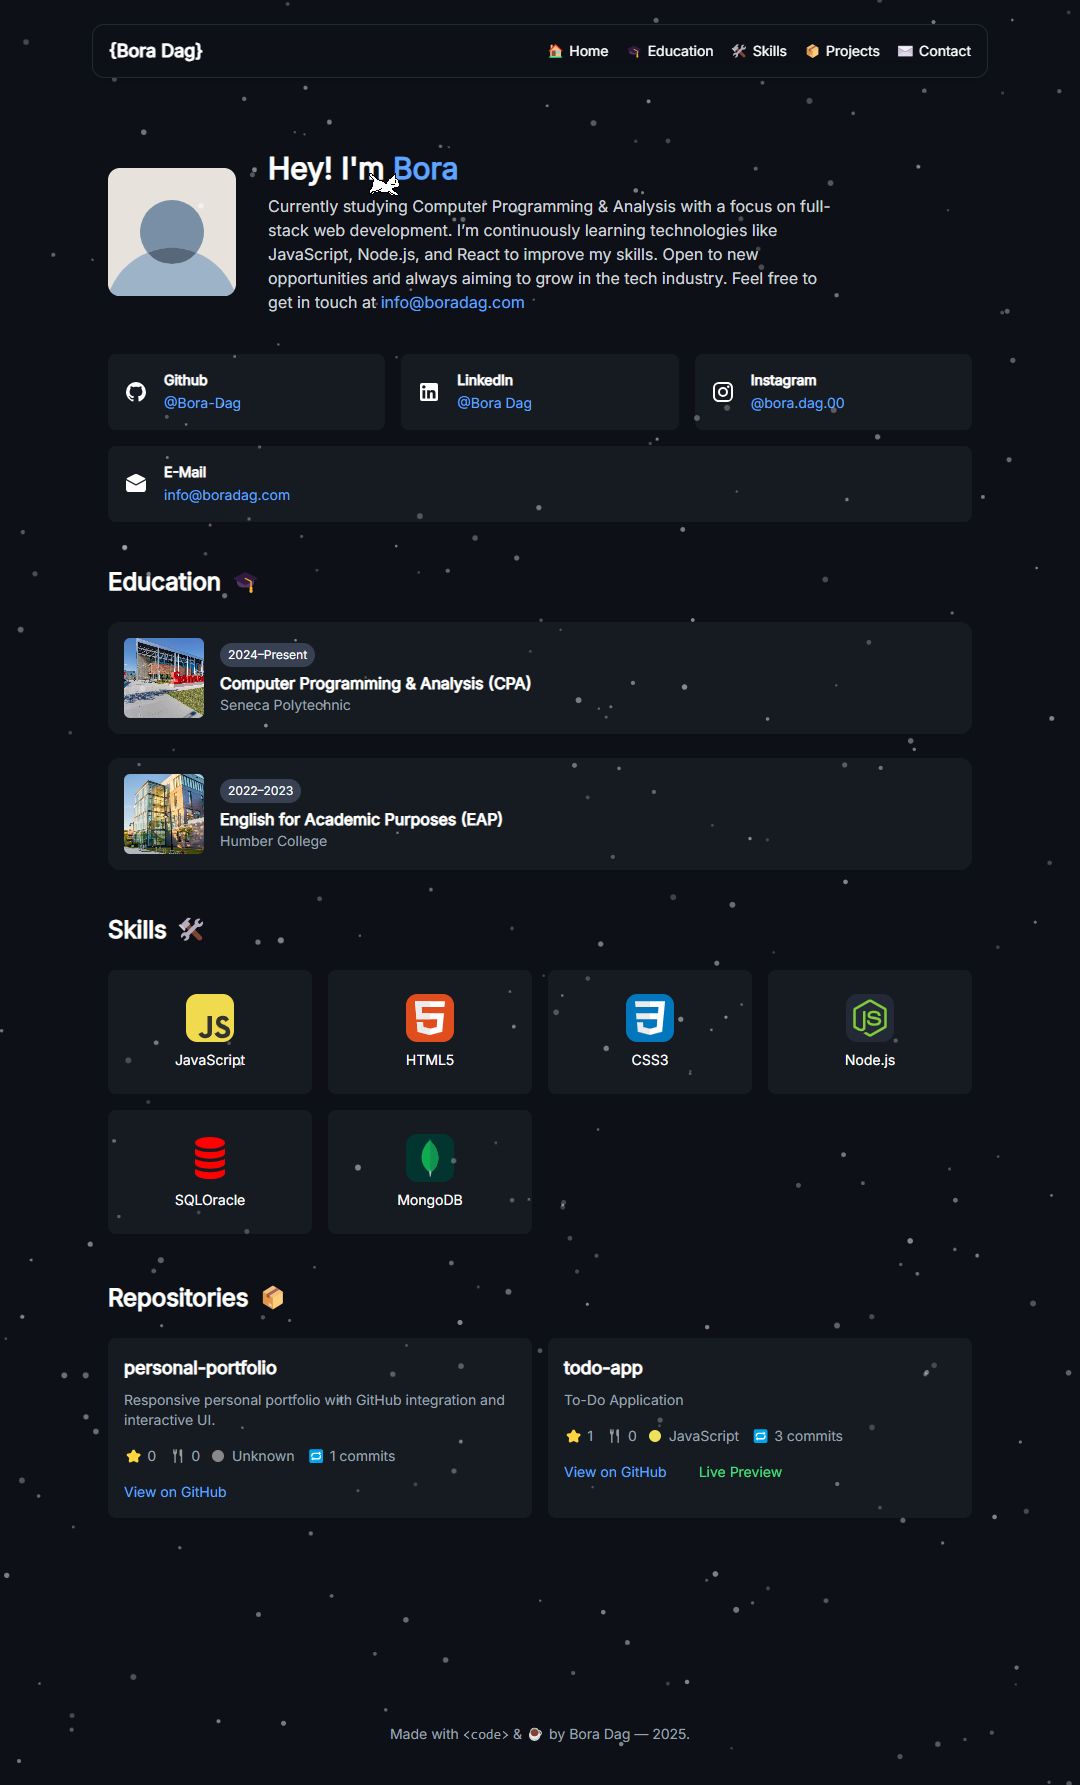 {Bora Dag}
🏠 Home 🎓 Education 🛠️ Skills 📦 Projects ✉️ Contact
Hey! I'm Bora
Currently studying Computer Programming & Analysis with a focus on full-
stack web development. I’m continuously learning technologies like
JavaScript, Node.js, and React to improve my skills. Open to new
opportunities and always aiming to grow in the tech industry. Feel free to
get in touch at info@boradag.com
Github
@Bora-Dag
LinkedIn
@Bora Dag
Instagram
@bora.dag.00
E-Mail
info@boradag.com
Education 🎓
2024–Present
Computer Programming & Analysis (CPA)
Seneca Polytechnic
2022–2023
English for Academic Purposes (EAP)
Humber College
Skills 🛠️
JS
JavaScript
HTML5
CSS3
JS
Node.js
SQLOracle
MongoDB
Repositories 📦
personal-portfolio
Responsive personal portfolio with GitHub integration and
interactive UI.
⭐ 0 🍴 0 Unknown 🔁 1 commits
View on GitHub
todo-app
To-Do Application
⭐ 1 🍴 0 JavaScript 🔁 3 commits
View on GitHub Live Preview
Made with <code> & ☕ by Bora Dag — 2025.